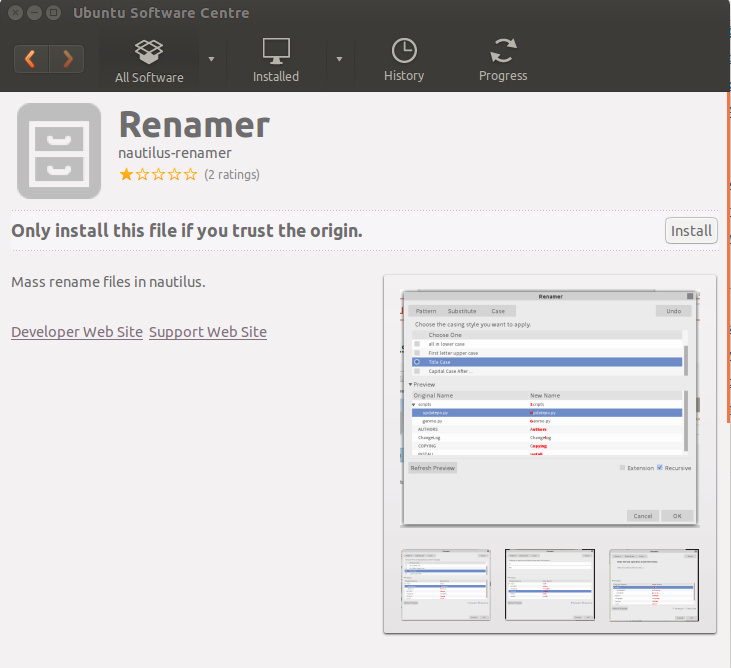 Ubuntu Software Centre
All Software
Installed
History
Progress
Renamer
nautilus-renamer
(2 ratings)
Only install this file if you trust the origin.
Install
Mass rename files in nautilus.
Developer Web Site Support Web Site
Renamer
Pattern Substitute Case Undo
Choose the casing style you want to apply.
Choose One
all in lower case
First letter upper case
Title Case
Capital Case After ...
Preview
Original Name New Name
scripts Scripts
genmo.py Genmo.py
AUTHORS Authors
ChangeLog Changelog
COPYING Copying
INSTALL Install
Refresh Preview Extension Recursive
Cancel OK